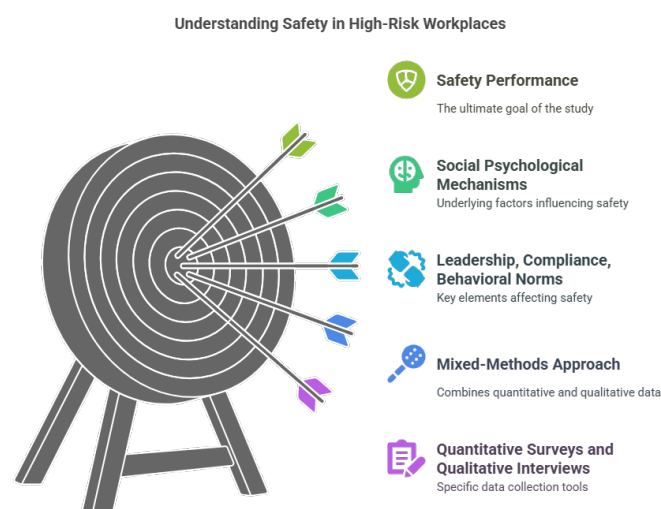 Understanding Safety in High-Risk Workplaces
Safety Performance
The ultimate goal of the study
Social Psychological
Mechanisms
Underlying factors influencing safety
Leadership, Compliance,
Behavioral Norms
Key elements affecting safety
Mixed-Methods Approach
Combines quantitative and qualitative data
Quantitative Surveys and
Qualitative Interviews
Specific data collection tools